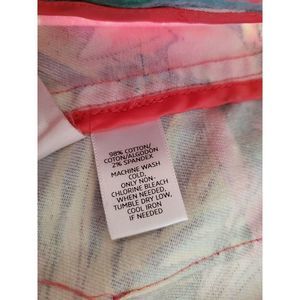 98% COTTON/
COTON/ALGODON
2% SPANDEX
MACHINE WASH
COLD,
ONLY NON-
CHLORINE BLEACH
WHEN NEEDED,
TUMBLE DRY LOW,
COOL IRON
IF NEEDED